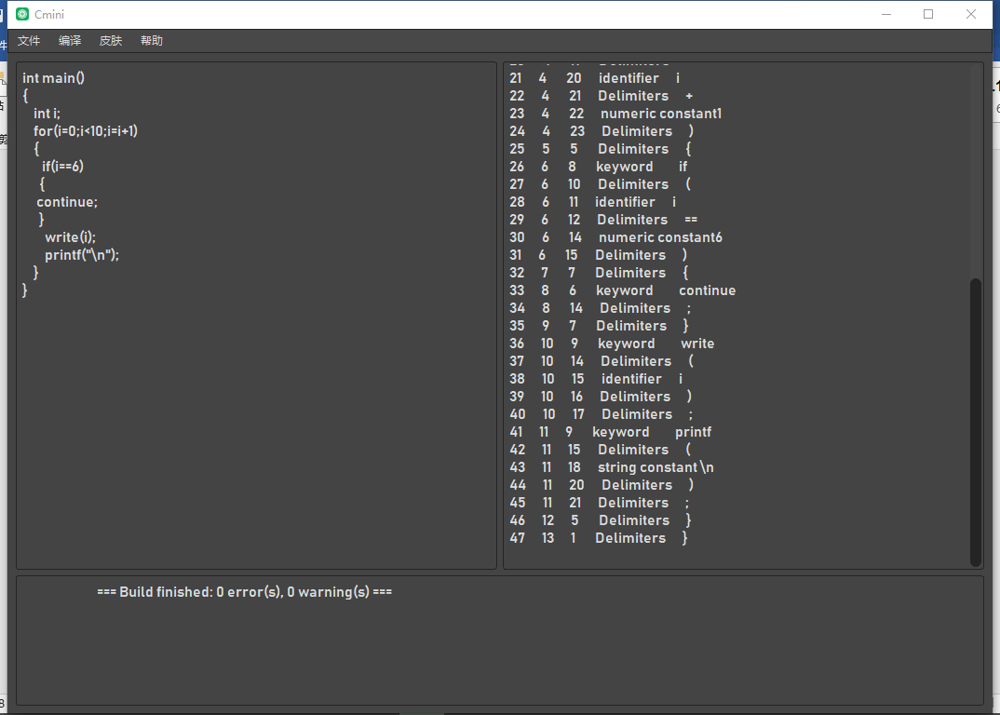 Cmini
文件 编译 皮肤 帮助
int main()
{
int i;
for(i=0;i<10;i=i+1)
{
if(i==6)
{
continue;
}
write(i);
printf("\n");
}
}
21 4 20 identifier i
22 4 21 Delimiters +
23 4 22 numeric constant1
24 4 23 Delimiters )
25 5 5 Delimiters {
26 6 8 keyword if
27 6 10 Delimiters (
28 6 11 identifier i
29 6 12 Delimiters ==
30 6 14 numeric constant6
31 6 15 Delimiters )
32 7 7 Delimiters {
33 8 6 keyword continue
34 8 14 Delimiters ;
35 9 7 Delimiters }
36 10 9 keyword write
37 10 14 Delimiters (
38 10 15 identifier i
39 10 16 Delimiters )
40 10 17 Delimiters ;
41 11 9 keyword printf
42 11 15 Delimiters (
43 11 18 string constant\n
44 11 20 Delimiters )
45 11 21 Delimiters ;
46 12 5 Delimiters }
47 13 1 Delimiters }
=== Build finished: 0 error(s), 0 warning(s) ===